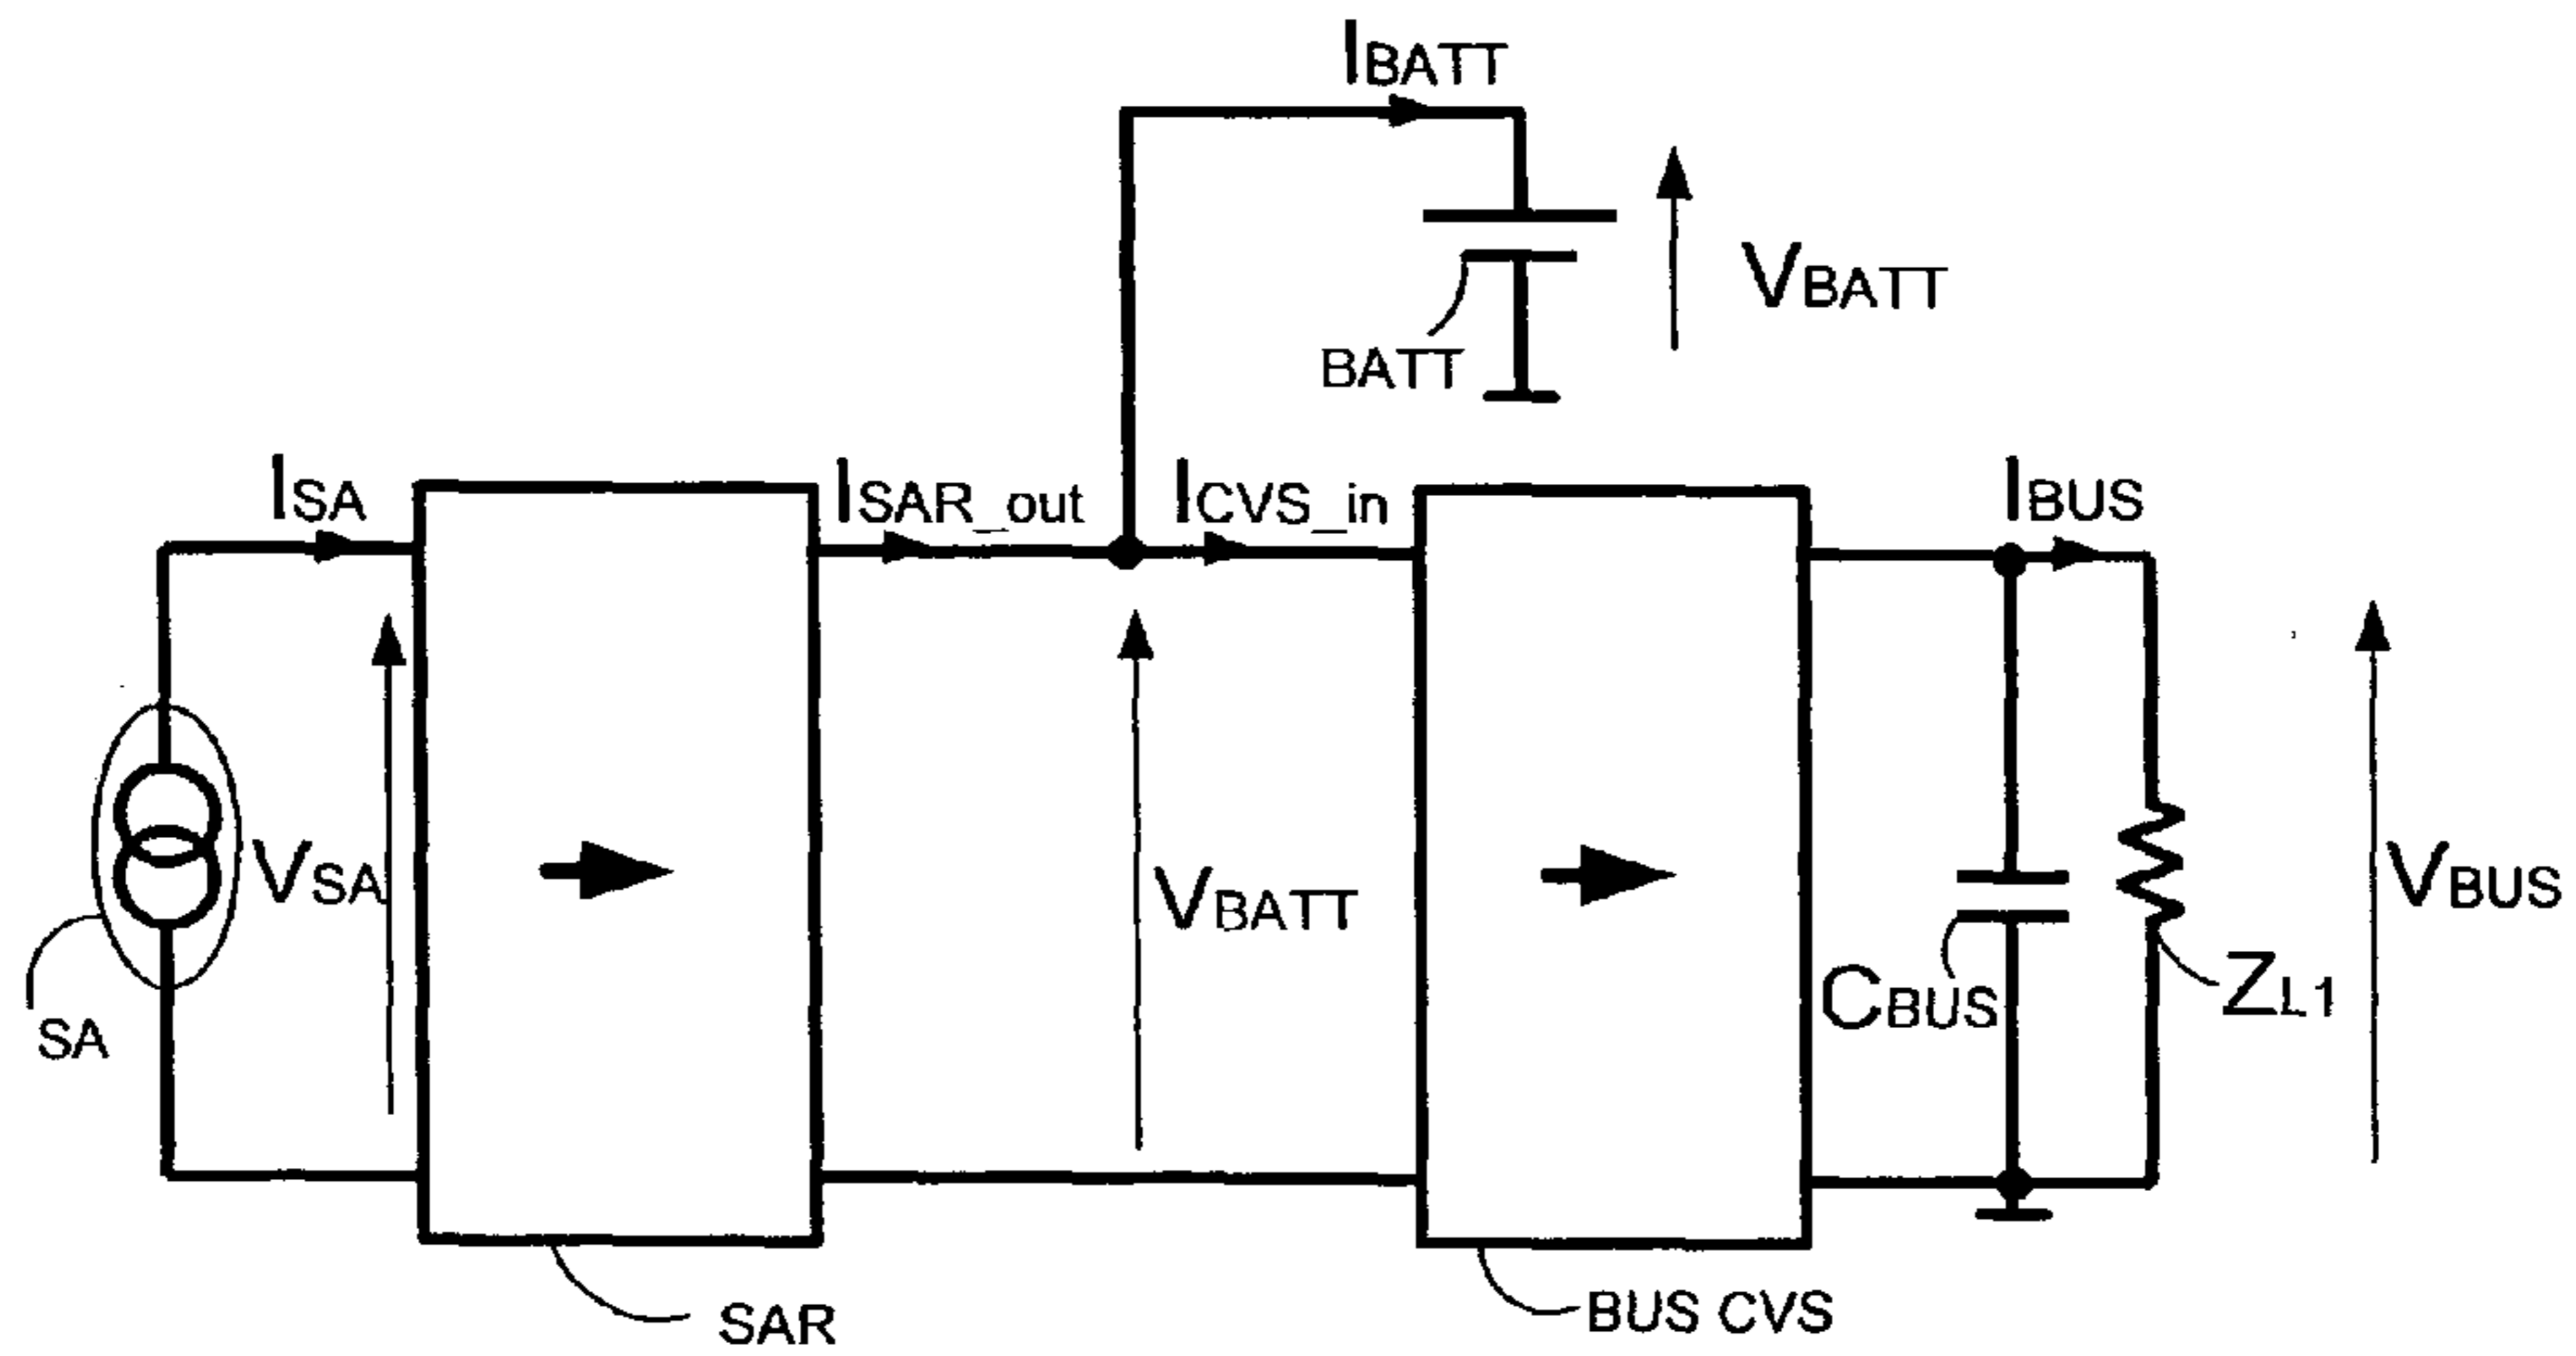 IBATT
VBATT
BATT
ISA
ISAR_out
ICVS_in
IBUS
VSA
VBATT
VBUS
CBUS
ZL1
SA
SAR
BUS CVS